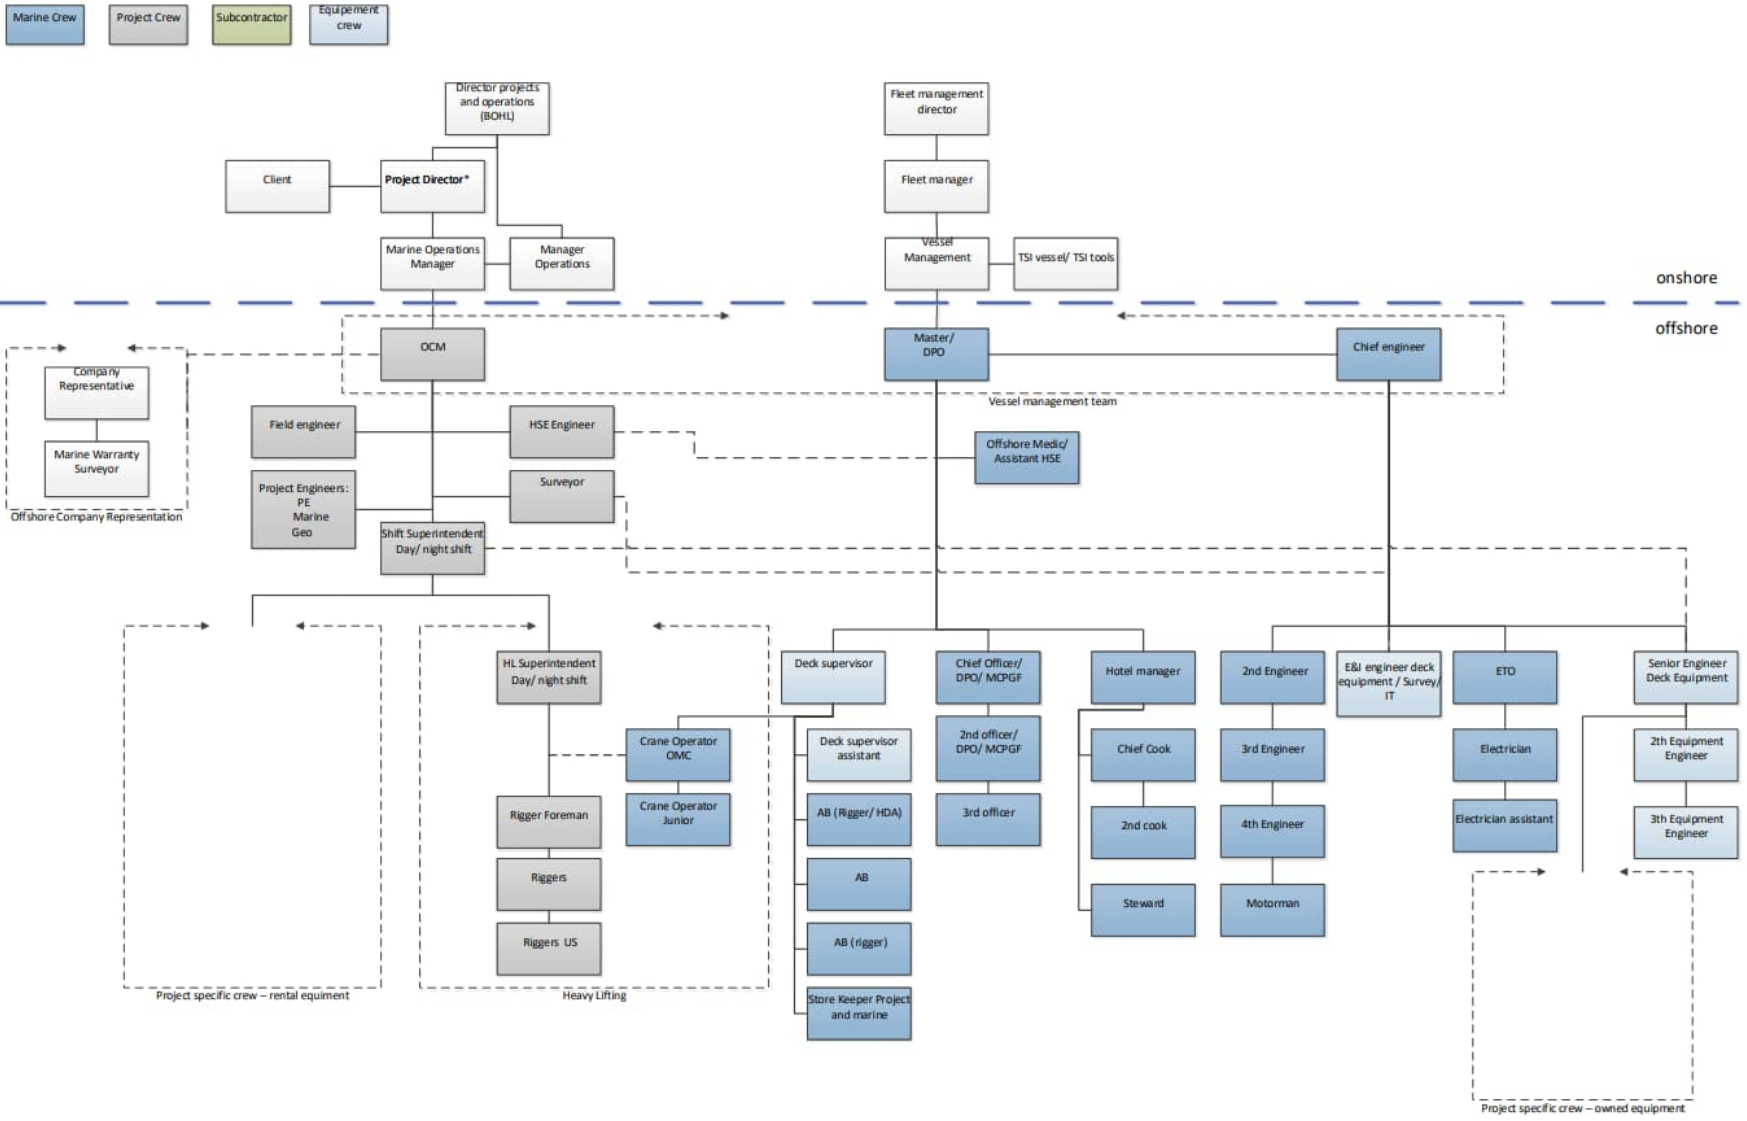 Marine Crew
Project Crew
Subcontractor
Equipement
crew
Director projects
and operations
(BOHL)
Fleet management
director
Client
Project Director*
Fleet manager
Marine Operations
Manager
Manager
Operations
Vessel
Management
TSI vessel/ TSI tools
onshore
offshore
OCM
Master/
DPO
Chief engineer
Company
Representative
Marine Warranty
Surveyor
Offshore Company Representation
Vessel management team
Field engineer
HSE Engineer
Offshore Medic/
Assistant HSE
Project Engineers:
PE
Marine
Geo
Surveyor
Shift Superintendent
Day/ night shift
HL Superintendent
Day/ night shift
Deck supervisor
Chief Officer/
DPO/ MCPGF
Hotel manager
2nd Engineer
E&I engineer deck
equipment / Survey/
IT
ETO
Senior Engineer
Deck Equipment
Crane Operator
OMC
Deck supervisor
assistant
2nd officer/
DPO/ MCPGF
Chief Cook
3rd Engineer
Electrician
2th Equipment
Engineer
Rigger Foreman
Crane Operator
Junior
AB (Rigger/ HDA)
3rd officer
2nd cook
4th Engineer
Electrician assistant
3th Equipment
Engineer
Riggers
AB
Steward
Motorman
Riggers US
AB (rigger)
Store Keeper Project
and marine
Project specific crew – rental equiment
Heavy Lifting
Project specific crew – owned equipment